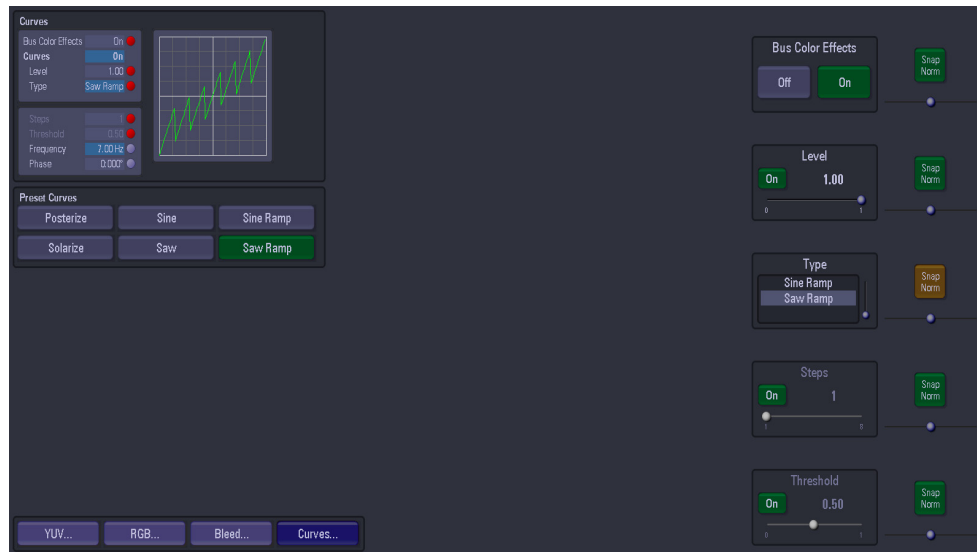 Curves
Bus Color Effects On
Curves On
Level 1.00
Type Saw Ramp
Steps 1
Threshold 0.50
Frequency 7.00 Hz
Phase 0.000°
Preset Curves
Posterize Sine Sine Ramp
Solarize Saw Saw Ramp
YUV... RGB... Bleed... Curves...
Bus Color Effects
Off On
Snap
Norm
Level
On 1.00
0 1
Snap
Norm
Type
Sine Ramp
Saw Ramp
Snap
Norm
Steps
On 1
1 8
Snap
Norm
Threshold
On 0.50
0 1
Snap
Norm